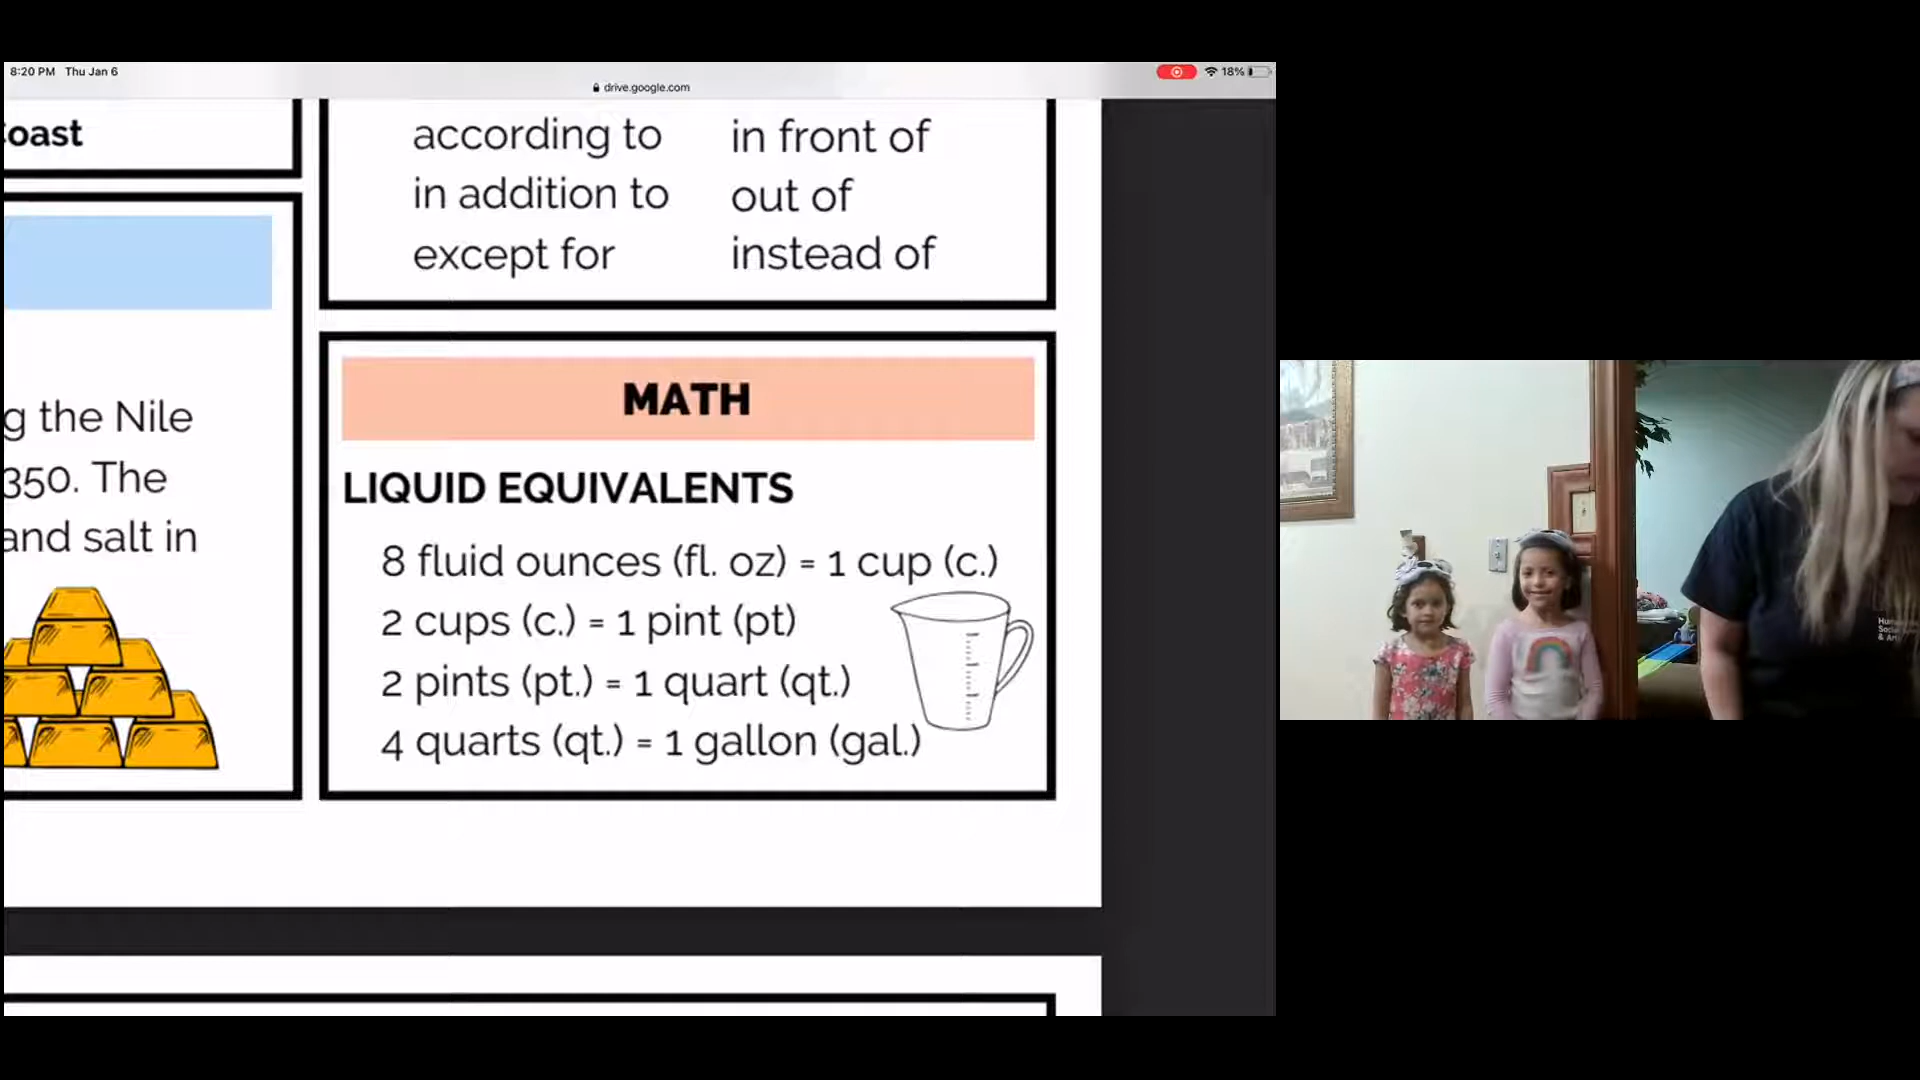 8:20 PM Thu Jan 6
18%
drive.google.com
oast
g the Nile
350. The
and salt in
according to
in addition to
except for
in front of
out of
instead of
MATH
LIQUID EQUIVALENTS
8 fluid ounces (fl. oz) = 1 cup (c.)
2 cups (c.) = 1 pint (pt)
2 pints (pt.) = 1 quart (qt.)
4 quarts (qt.) = 1 gallon (gal.)